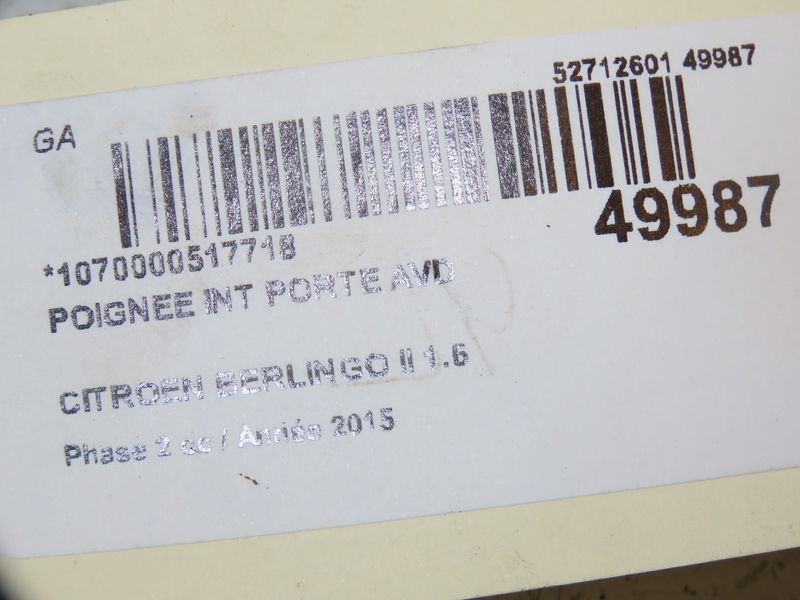 52712601 49987
GA
49987
*1070000517718
POIGNEE INT PORTE AVD
CITROEN BERLINGO II 1.6
Phase 2 cc / Année 2015